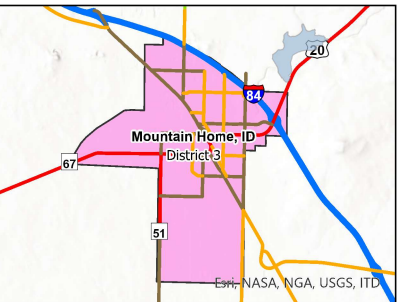 20
84
Mountain Home, ID
District 3
67
51
Esri, NASA, NGA, USGS, ITD